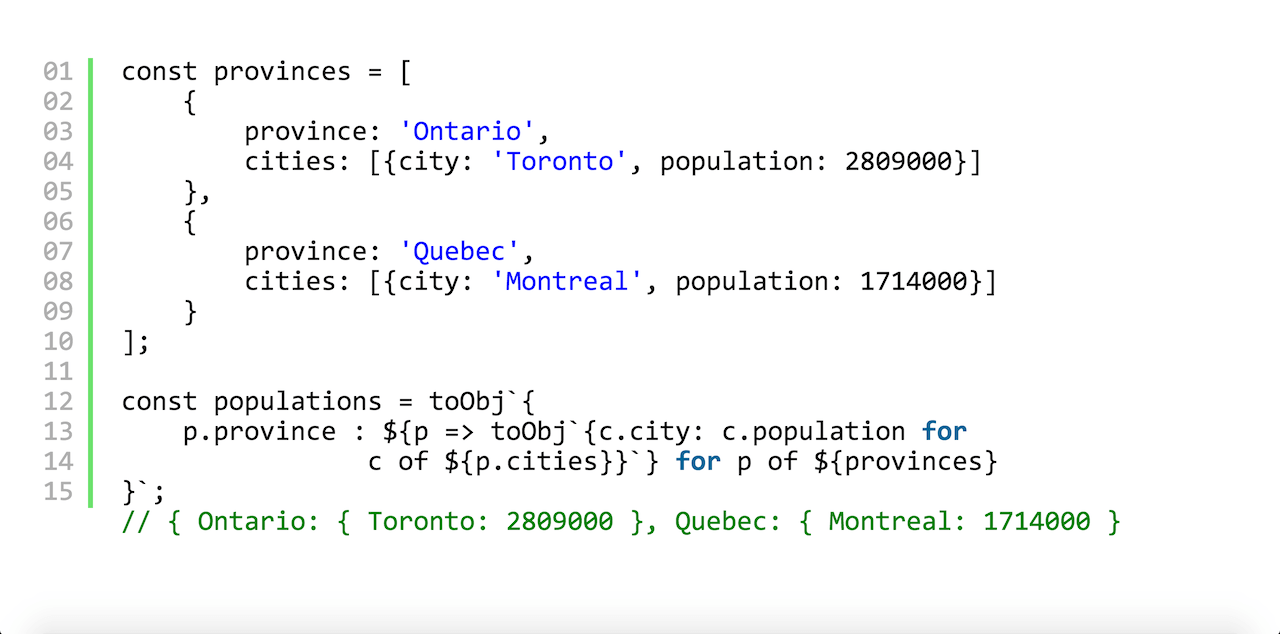 01 const provinces = [
02     {
03         province: 'Ontario',
04         cities: [{city: 'Toronto', population: 2809000}]
05     },
06     {
07         province: 'Quebec',
08         cities: [{city: 'Montreal', population: 1714000}]
09     }
10 ];
11
12 const populations = toObj`{
13     p.province : ${p => toObj`{c.city: c.population for
14                 c of ${p.cities}}`} for p of ${provinces}
15 }`;
// { Ontario: { Toronto: 2809000 }, Quebec: { Montreal: 1714000 }